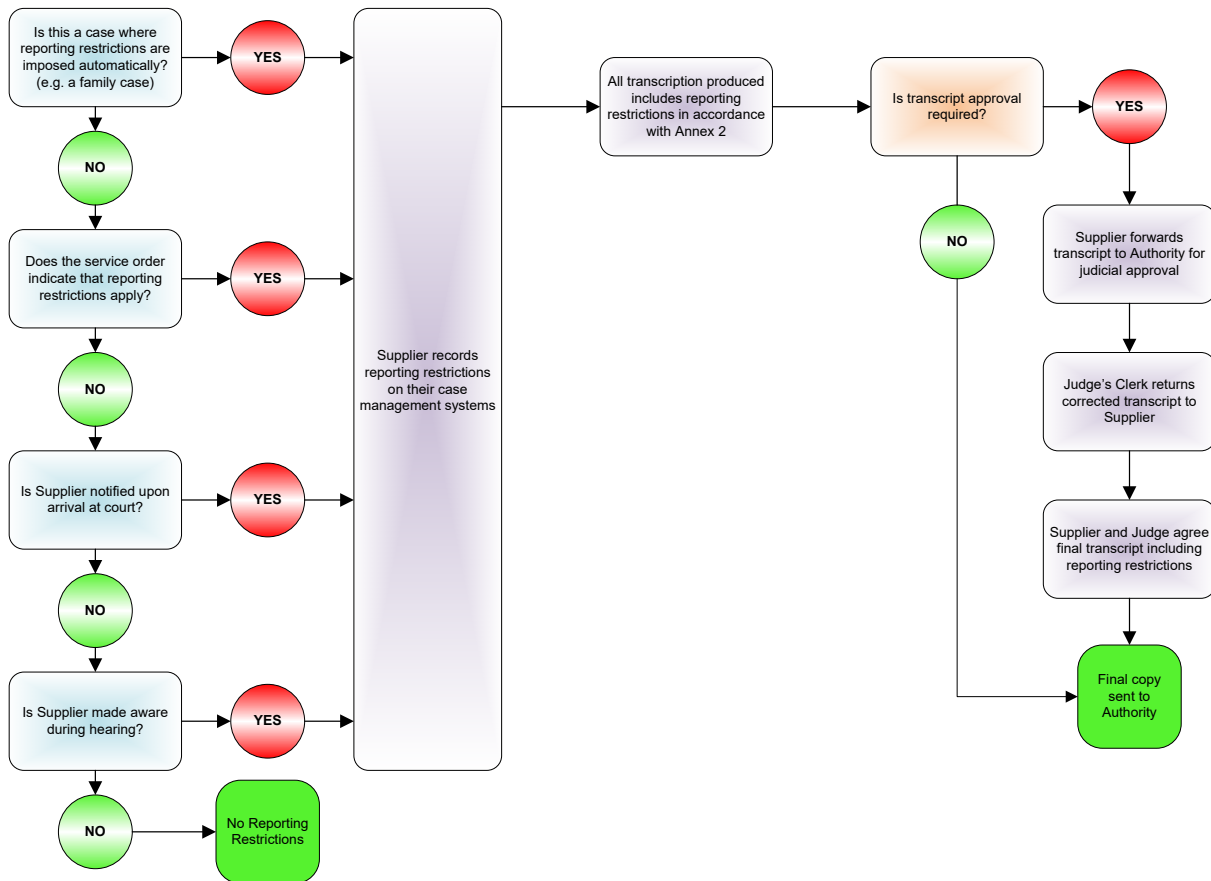 Is this a case where
reporting restrictions are
imposed automatically?
(e.g. a family case)
YES
NO
Does the service order
indicate that reporting
restrictions apply?
YES
NO
Is Supplier notified upon
arrival at court?
YES
NO
Is Supplier made aware
during hearing?
YES
NO
No Reporting
Restrictions
Supplier records
reporting restrictions
on their case
management systems
All transcription produced
includes reporting
restrictions in accordance
with Annex 2
Is transcript approval
required?
YES
NO
Supplier forwards
transcript to Authority for
judicial approval
Judge’s Clerk returns
corrected transcript to
Supplier
Supplier and Judge agree
final transcript including
reporting restrictions
Final copy
sent to
Authority